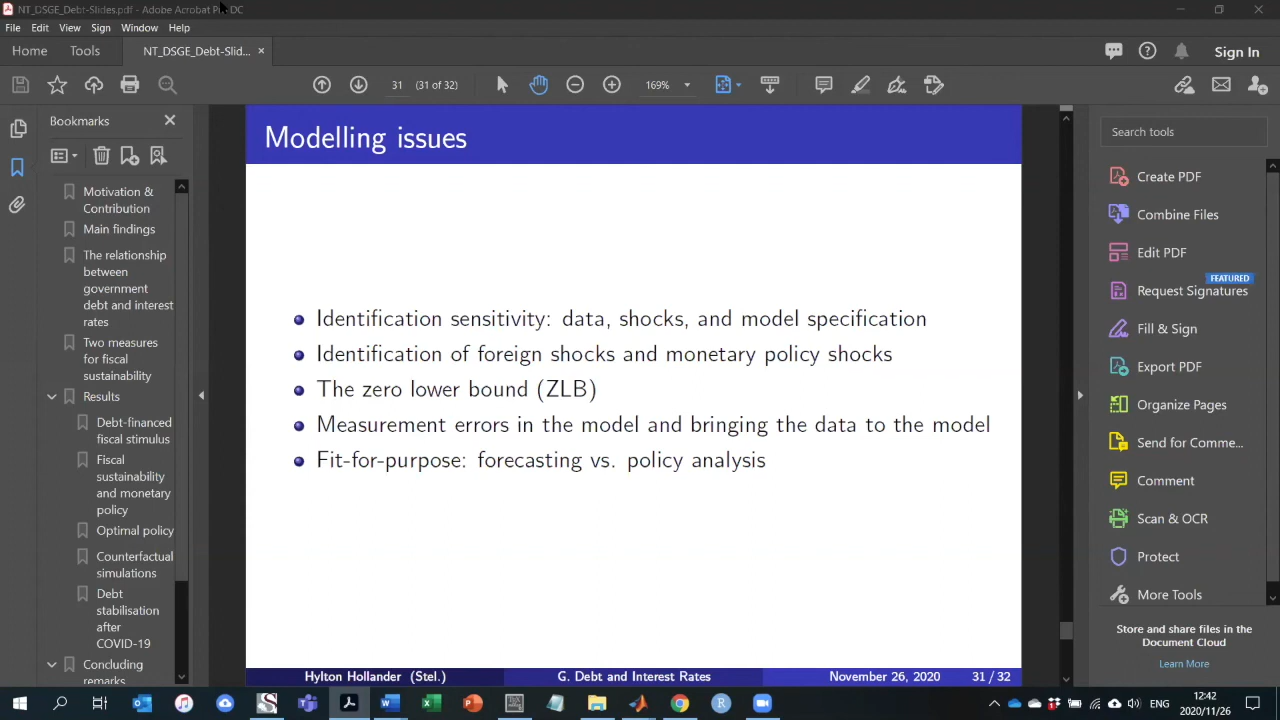 NT_DSGE_Debt-Slides.pdf - Adobe Acrobat Pro DC
File Edit View Sign Window Help
Home Tools NT_DSGE_Debt-Slid... × Sign In
31 (31 of 32) 169%
Bookmarks
Motivation &
Contribution
Main findings
The relationship
between
government
debt and interest
rates
Two measures
for fiscal
sustainability
Results
Debt-financed
fiscal stimulus
Fiscal
sustainability
and monetary
policy
Optimal policy
Counterfactual
simulations
Debt
stabilisation
after
COVID-19
Concluding
remarks
Modelling issues
Identification sensitivity: data, shocks, and model specification
Identification of foreign shocks and monetary policy shocks
The zero lower bound (ZLB)
Measurement errors in the model and bringing the data to the model
Fit-for-purpose: forecasting vs. policy analysis
Hylton Hollander (Stel.) G. Debt and Interest Rates November 26, 2020 31 / 32
Search tools
Create PDF
Combine Files
Edit PDF
FEATURED
Request Signatures
Fill & Sign
Export PDF
Organize Pages
Send for Comme...
Comment
Scan & OCR
Protect
More Tools
Store and share files in the
Document Cloud
Learn More
ENG
12:42
2020/11/26